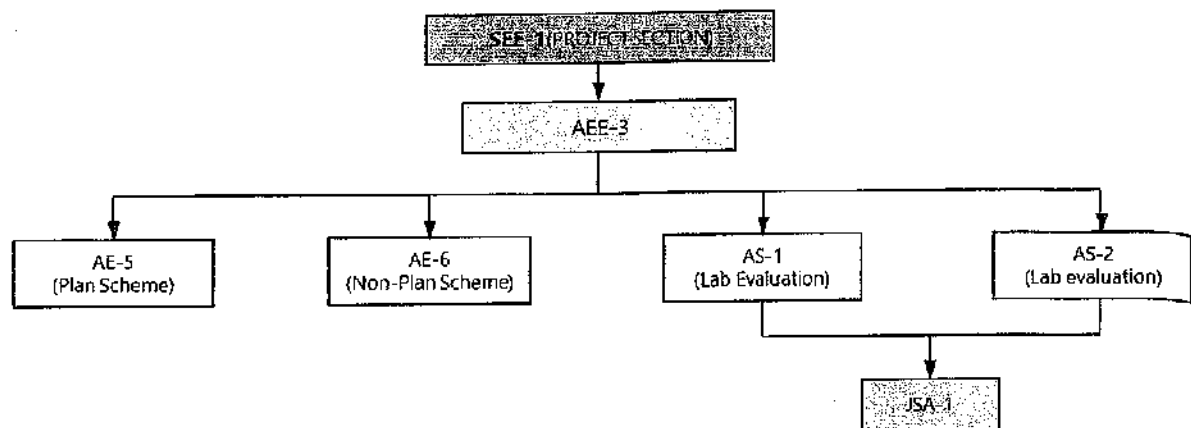 SEE-1(PROJECT SECTION)
AEE-3
AE-5
(Plan Scheme)
AE-6
(Non-Plan Scheme)
AS-1
(Lab Evaluation)
AS-2
(Lab evaluation)
JSA-1